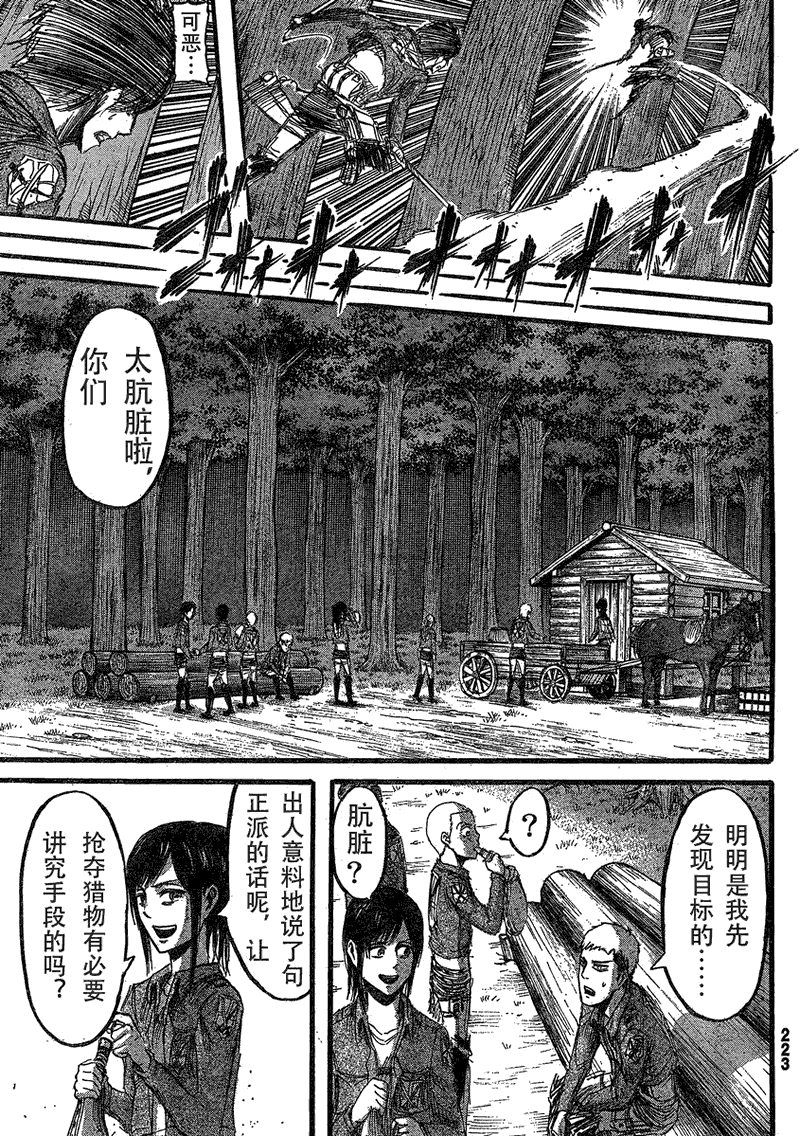 可恶…
太肮脏啦，
你们
明明是我先
发现目标的……
？
肮脏？
出人意料地说了句
正派的话呢，让
抢夺猎物有必要
讲究手段的吗？
223